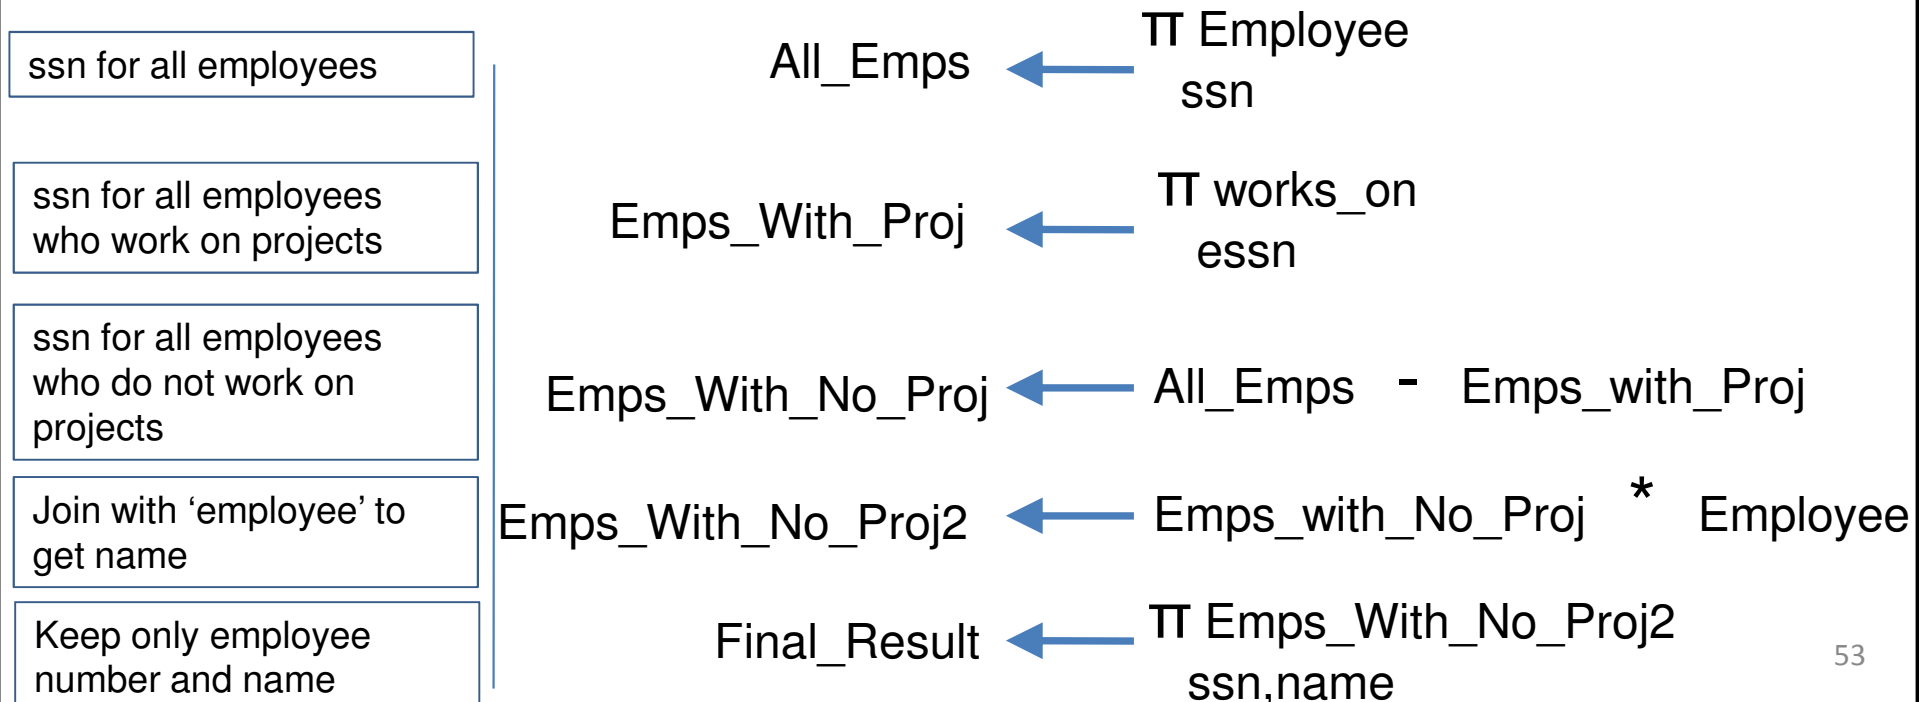 ssn for all employees
All_Emps
π Employee
ssn
ssn for all employees
who work on projects
Emps_With_Proj
π works_on
essn
ssn for all employees
who do not work on
projects
Emps_With_No_Proj
All_Emps - Emps_with_Proj
Join with ‘employee’ to
get name
Emps_With_No_Proj2
Emps_with_No_Proj * Employee
Keep only employee
number and name
Final_Result
π Emps_With_No_Proj2
ssn,name
53